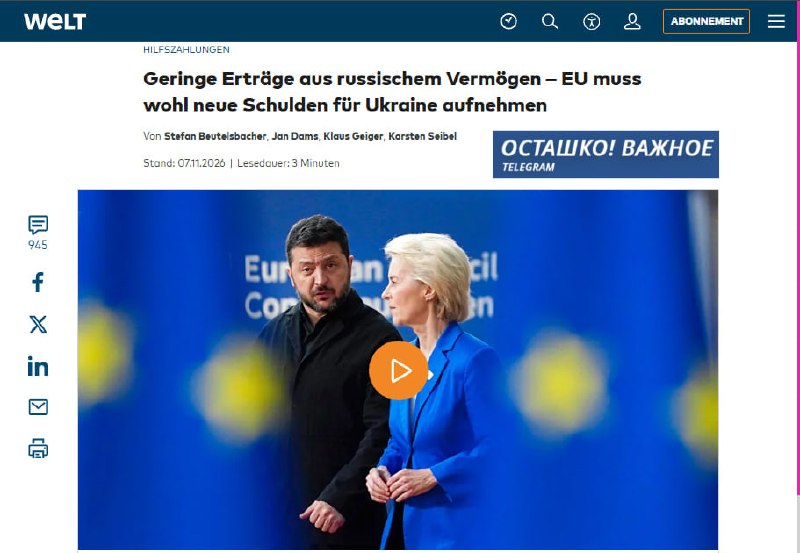 WELT
ABONNEMENT
HILFSZAHLUNGEN
Geringe Erträge aus russischem Vermögen – EU muss
wohl neue Schulden für Ukraine aufnehmen
Von Stefan Beutelsbacher, Jan Dams, Klaus Geiger, Karsten Seibel
Stand: 07.11.2026 | Lesedauer: 3 Minuten
ОСТАШКО! ВАЖНОЕ
TELEGRAM
945